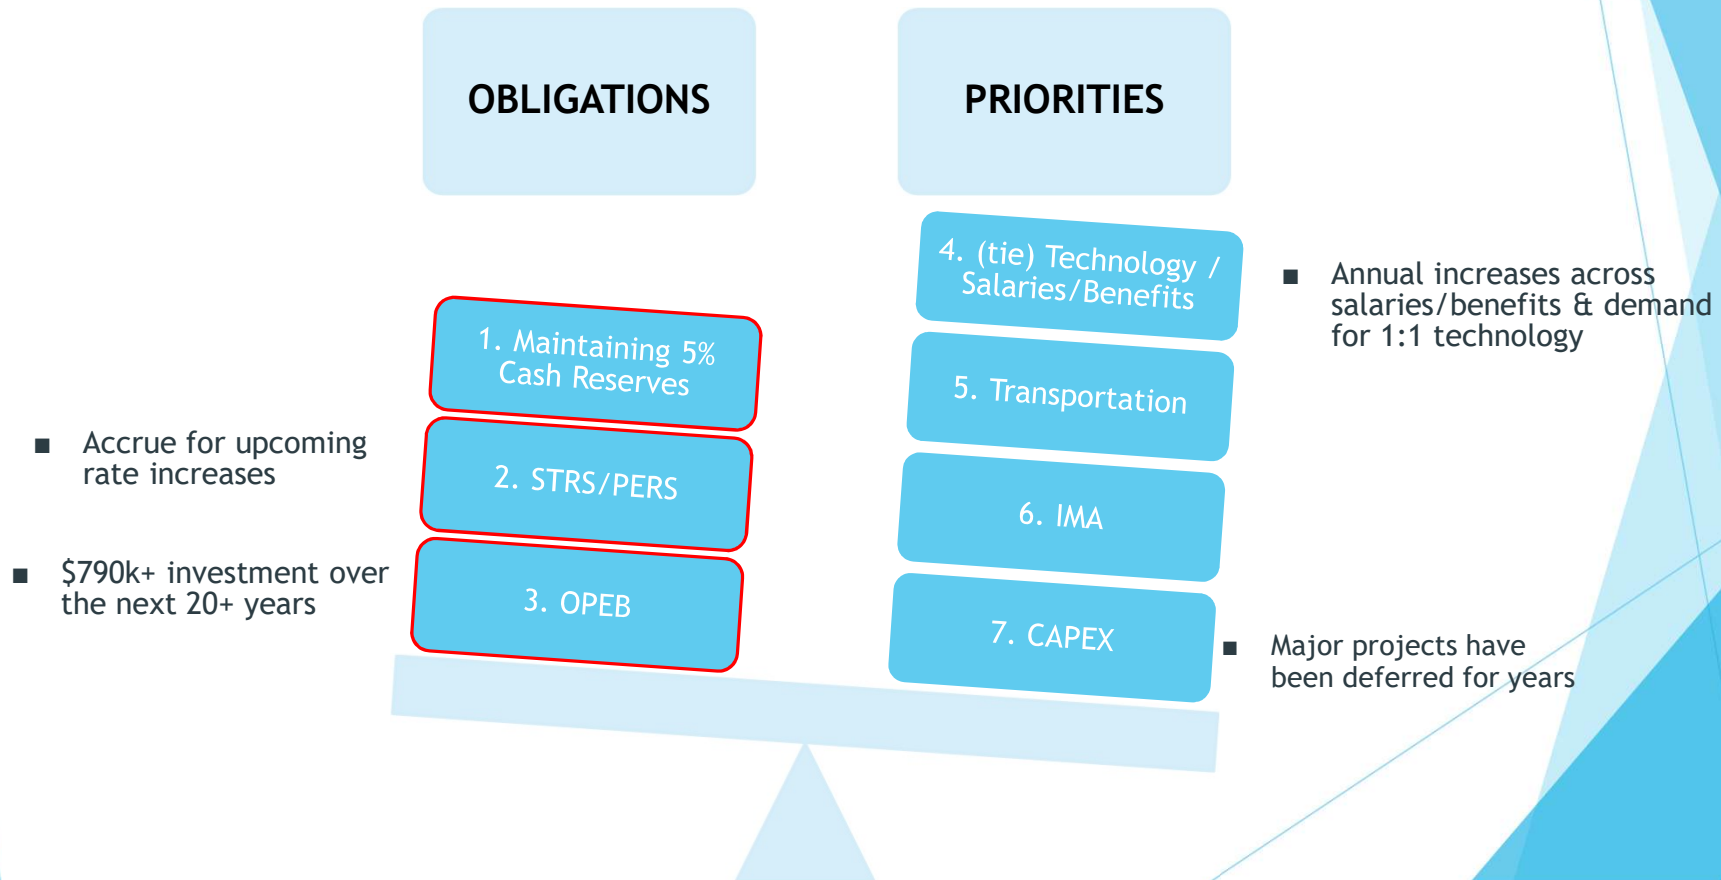 OBLIGATIONS
PRIORITIES
1. Maintaining 5%
Cash Reserves
2. STRS/PERS
3. OPEB
■ Accrue for upcoming
rate increases
■ $790k+ investment over
the next 20+ years
4. (tie) Technology /
Salaries/Benefits
5. Transportation
6. IMA
7. CAPEX
■ Annual increases across
salaries/benefits & demand
for 1:1 technology
■ Major projects have
been deferred for years